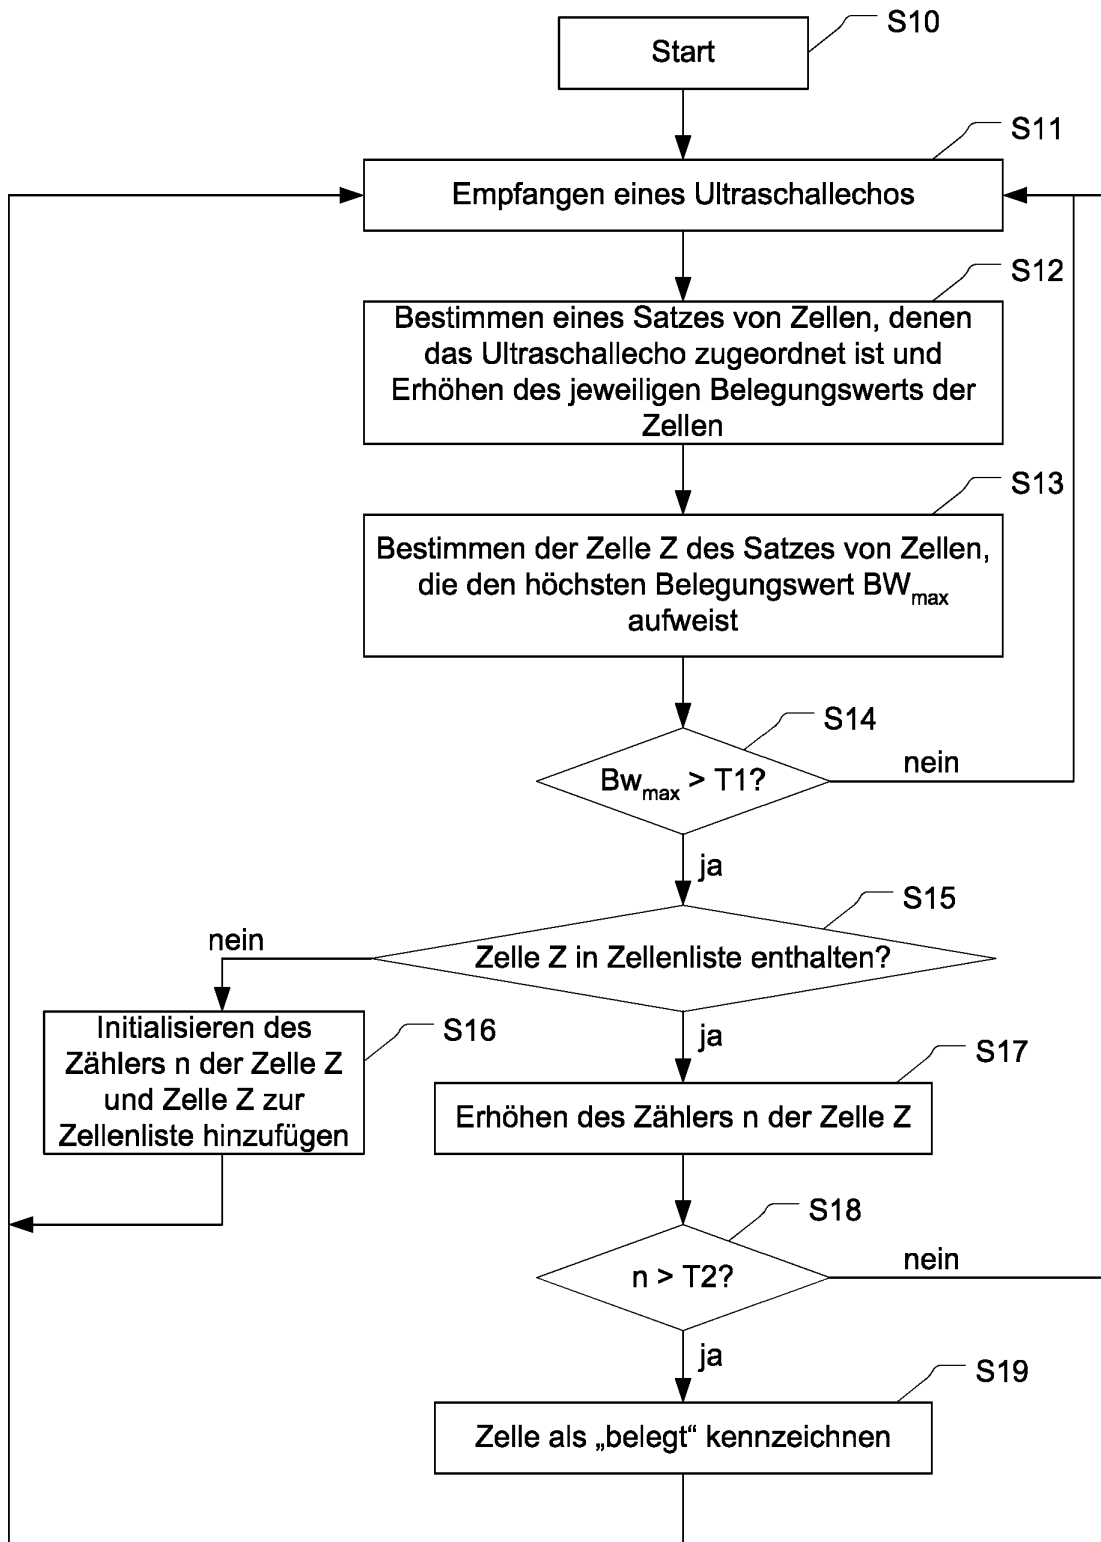 S10
Start
S11
Empfangen eines Ultraschallechos
S12
Bestimmen eines Satzes von Zellen, denen
das Ultraschallecho zugeordnet ist und
Erhöhen des jeweiligen Belegungswerts der
Zellen
S13
Bestimmen der Zelle Z des Satzes von Zellen,
die den höchsten Belegungswert BWmax
aufweist
S14
Bwmax > T1?
nein
ja
S15
Zelle Z in Zellenliste enthalten?
nein
ja
S16
Initialisieren des
Zählers n der Zelle Z
und Zelle Z zur
Zellenliste hinzufügen
S17
Erhöhen des Zählers n der Zelle Z
S18
n > T2?
nein
ja
S19
Zelle als „belegt“ kennzeichnen